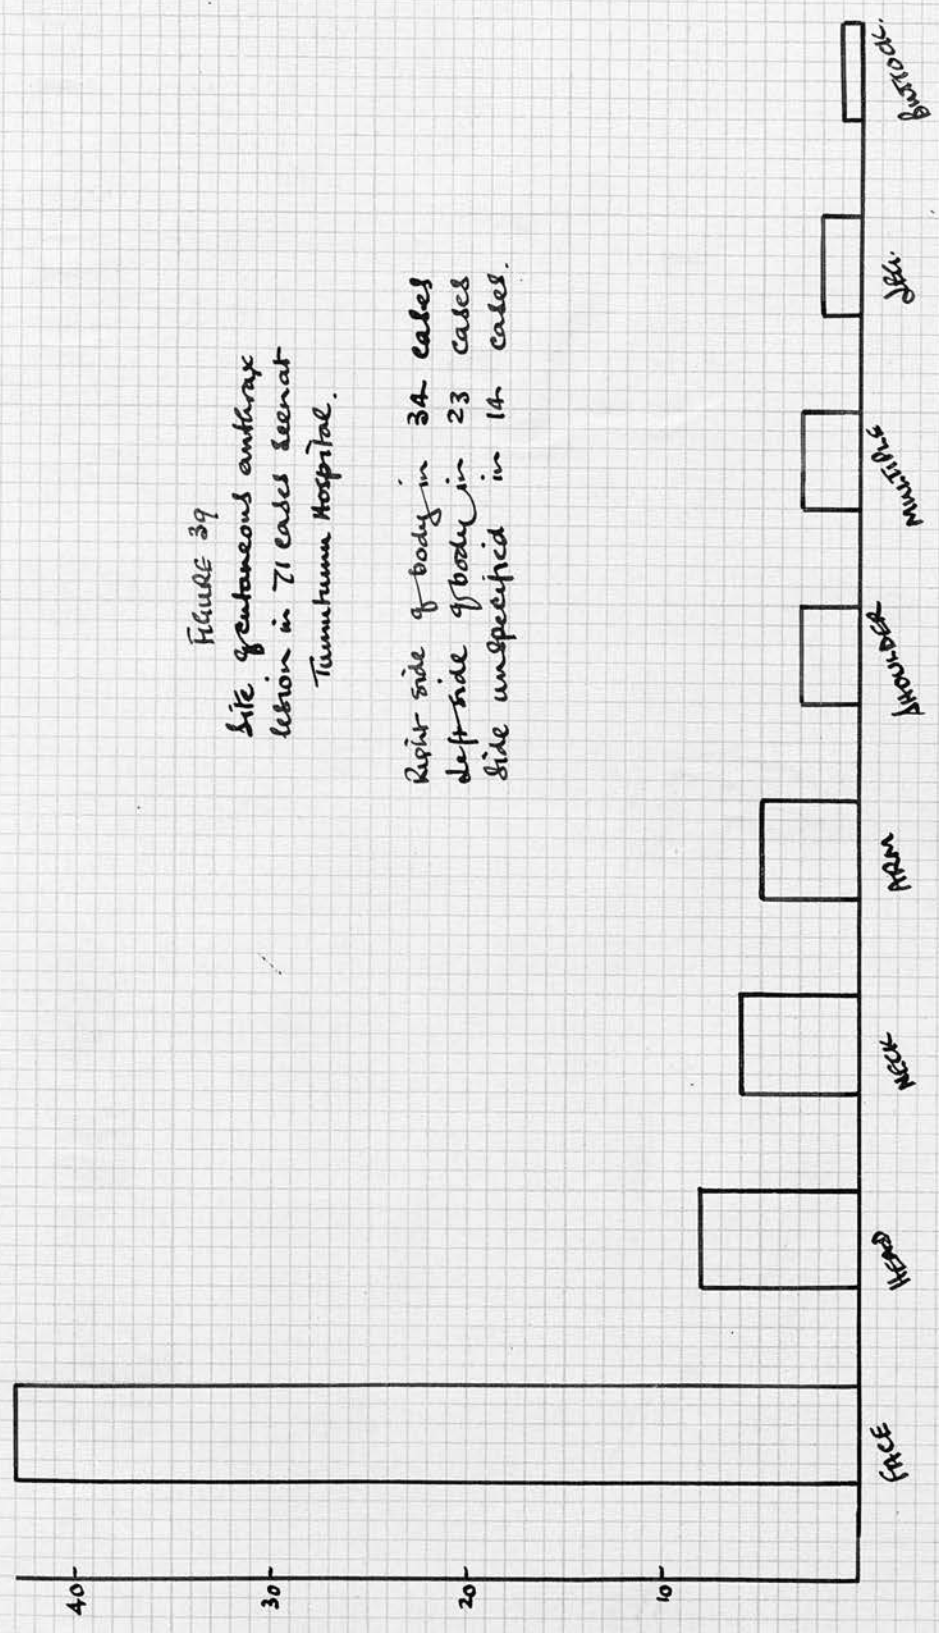 FIGURE 39
Site of cutaneous anthrax
lesion in 71 cases seen at
Tumutumu Hospital.
Right side of body in 34 cases
Left side of body in 23 cases
Side unspecified in 14 cases.
40
30
20
10
FACE
HEAD
NECK
ARM
SHOULDER
MULTIPLE
LEG.
BUTTOCK.